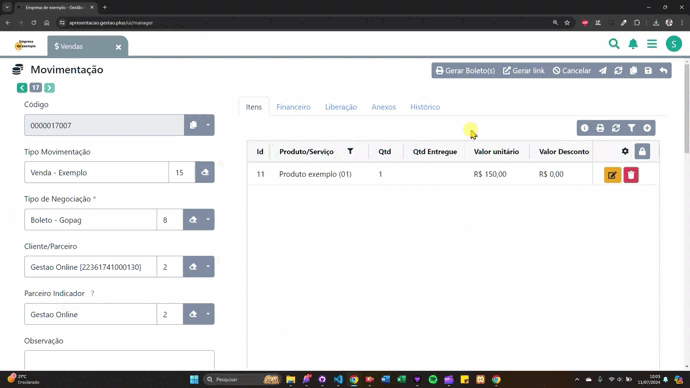 Empresa de exemplo - Gestão
apresentacao.gestao.plus/ui/manager
Empresa de exemplo
$ Vendas
S
Movimentação
Gerar Boleto(s) Gerar link Cancelar
17
Código
0000017007
Tipo Movimentação
Venda - Exemplo 15
Tipo de Negociação *
Boleto - Gopag 8
Cliente/Parceiro
Gestao Online [22361741000130] 2
Parceiro Indicador ?
Gestao Online 2
Observação
Itens Financeiro Liberação Anexos Histórico
Id Produto/Serviço Qtd Qtd Entregue Valor unitário Valor Desconto
11 Produto exemplo (01) 1 R$ 150,00 R$ 0,00
21°C
Ensolarado
Pesquisar
10:03
11/07/2024